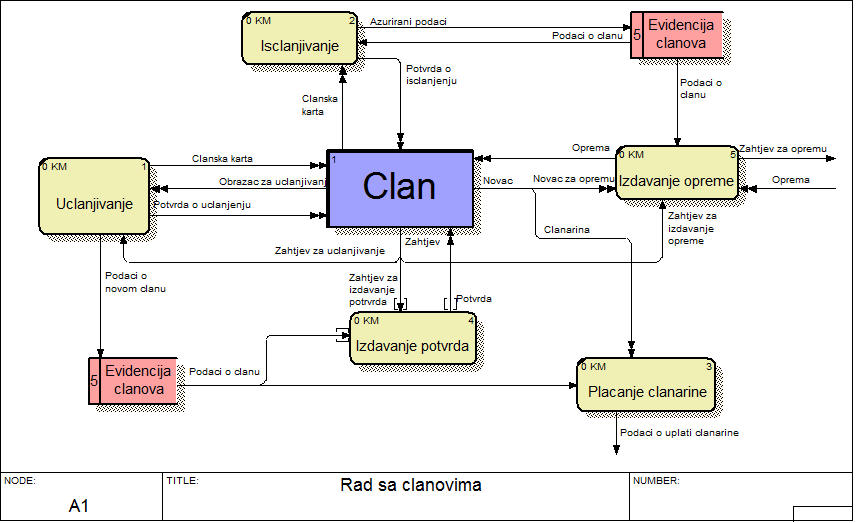 0 KM 2
Isclanjivanje
Azurirani podaci
Podaci o clanu
5
Evidencija
clanova
Potvrda o
isclanjenju
Clanska
karta
Podaci o
clanu
0 KM 1
Uclanjivanje
Clanska karta
Obrazac za uclanjivanj
Potvrda o uclanjenju
1
Clan
Oprema
Novac
Novac za opremu
0 KM 5
Izdavanje opreme
Zahtjev za opremu
Oprema
Clanarina
Zahtjev za
izdavanje
opreme
Zahtjev za uclanjivanje
Zahtjev
Podaci o
novom clanu
Zahtjev za
izdavanje
potrvrda
Potvrda
0 KM 4
Izdavanje potvrda
5
Evidencija
clanova
Podaci o clanu
0 KM 3
Placanje clanarine
Podaci o uplati clanarine
NODE:
A1
TITLE:
Rad sa clanovima
NUMBER: